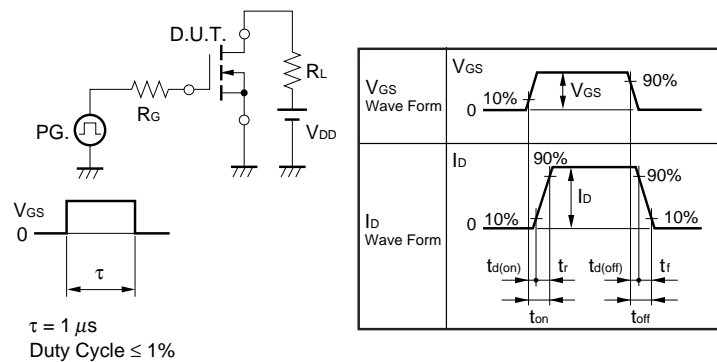 D.U.T.
RL
RG
PG.
VDD
VGS
0
τ
τ = 1 μs
Duty Cycle ≤ 1%
VGS
Wave Form
VGS
10%
0
VGS
90%
ID
Wave Form
ID
90%
90%
10%
0
ID
10%
td(on)
tr
td(off)
tf
ton
toff